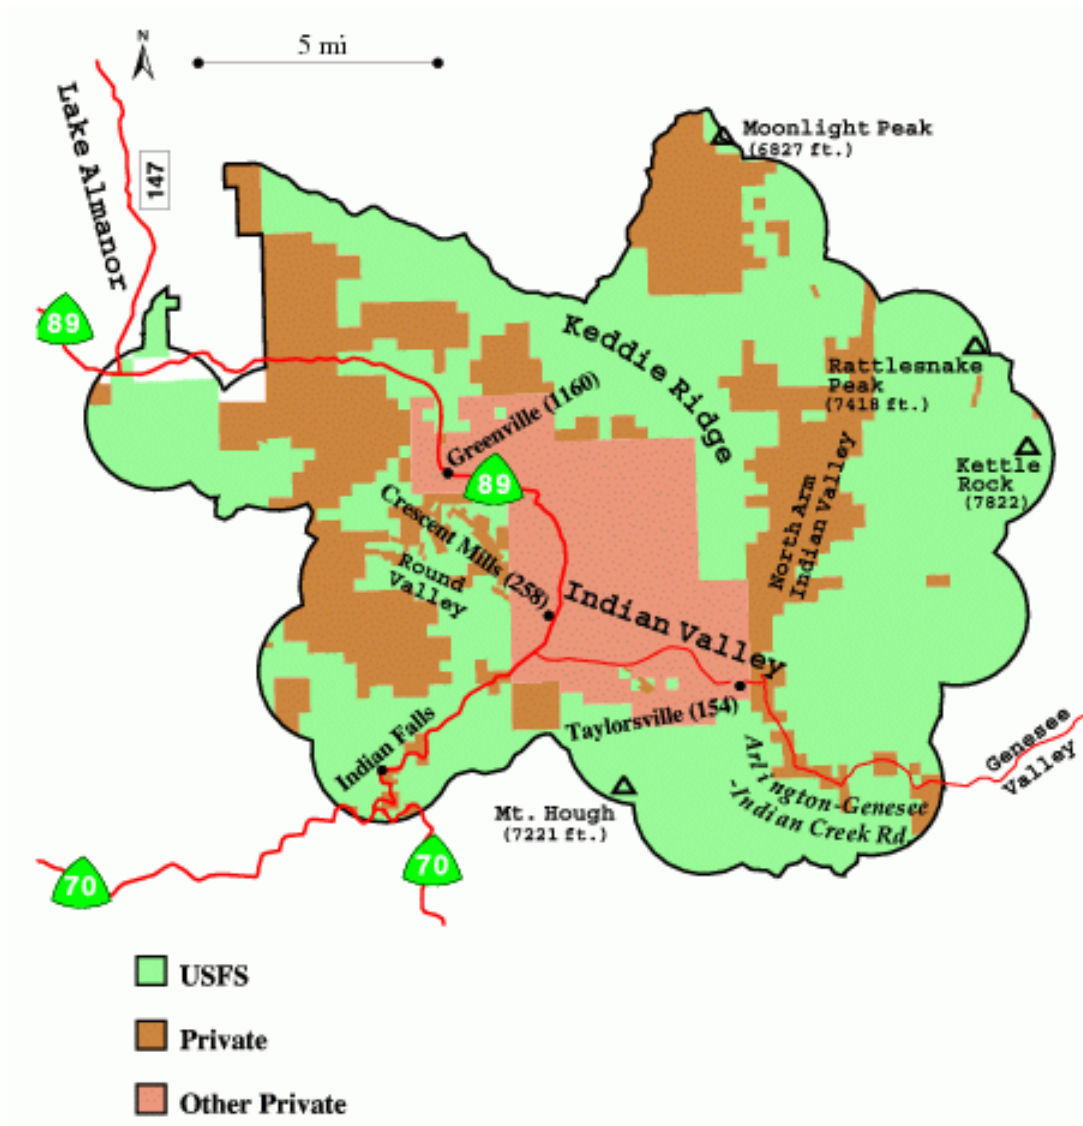 N
5 mi
Lake Almanor
147
Moonlight Peak
(6827 ft.)
89
Keddie Ridge
Rattlesnake
Peak
(7418 ft.)
Greenville (1160)
89
Kettle
Rock
(7822)
Crescent Mills (258)
Round
Valley
North Arm
Indian Valley
Indian Valley
Taylorsville (154)
Indian Falls
Arlington-Genesee
-Indian Creek Rd
Genesee
Valley
Mt. Hough
(7221 ft.)
70
70
USFS
Private
Other Private